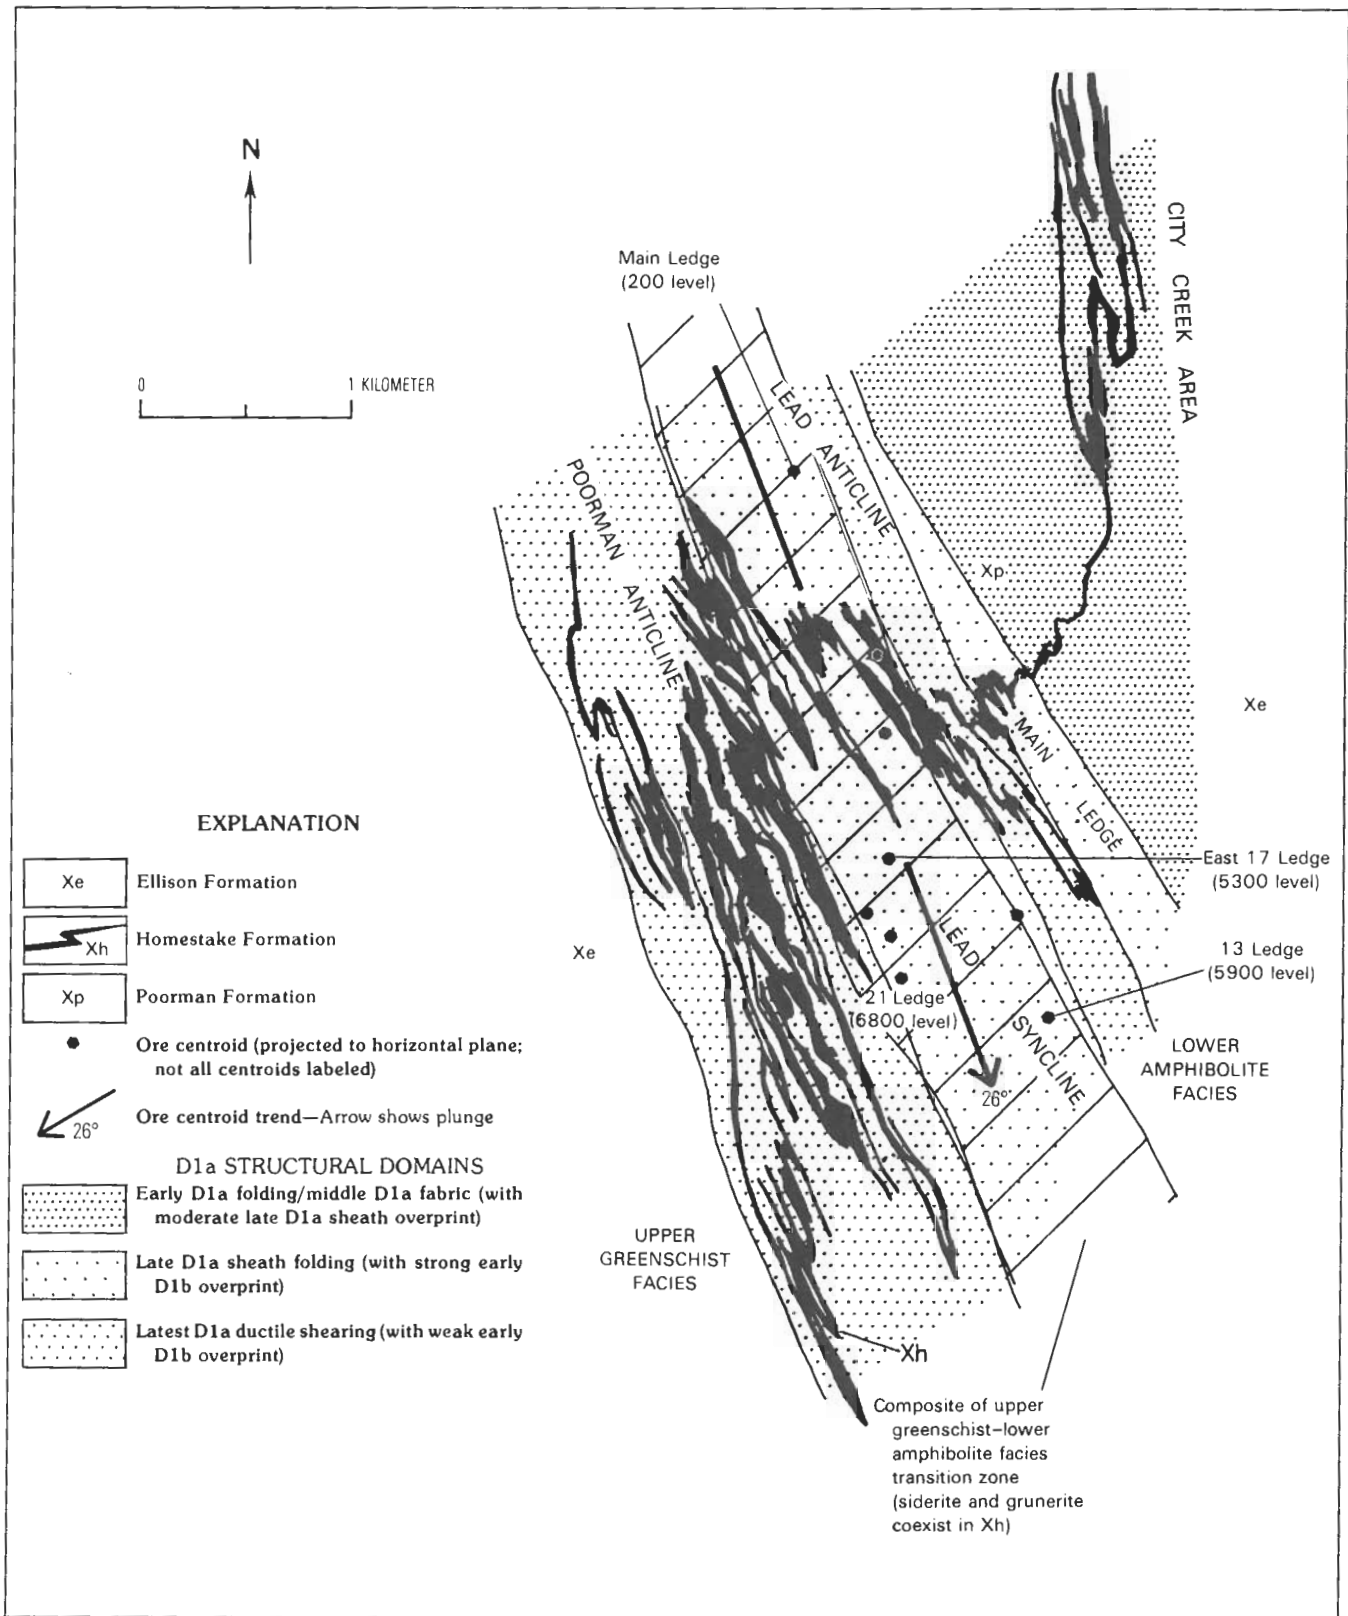 N
0
1 KILOMETER
Main Ledge
(200 level)
CITY CREEK AREA
LEAD ANTICLINE
POORMAN ANTICLINE
Xp
Xe
MAIN LEDGE
East 17 Ledge
(5300 level)
13 Ledge
(5900 level)
Xe
21 Ledge
(6800 level)
LEAD SYNCLINE
26°
LOWER
AMPHIBOLITE
FACIES
UPPER
GREENSCHIST
FACIES
Xh
Composite of upper
greenschist–lower
amphibolite facies
transition zone
(siderite and grunerite
coexist in Xh)
EXPLANATION
Xe
Ellison Formation
Xh
Homestake Formation
Xp
Poorman Formation
Ore centroid (projected to horizontal plane;
not all centroids labeled)
26°
Ore centroid trend—Arrow shows plunge
D1a STRUCTURAL DOMAINS
Early D1a folding/middle D1a fabric (with
moderate late D1a sheath overprint)
Late D1a sheath folding (with strong early
D1b overprint)
Latest D1a ductile shearing (with weak early
D1b overprint)